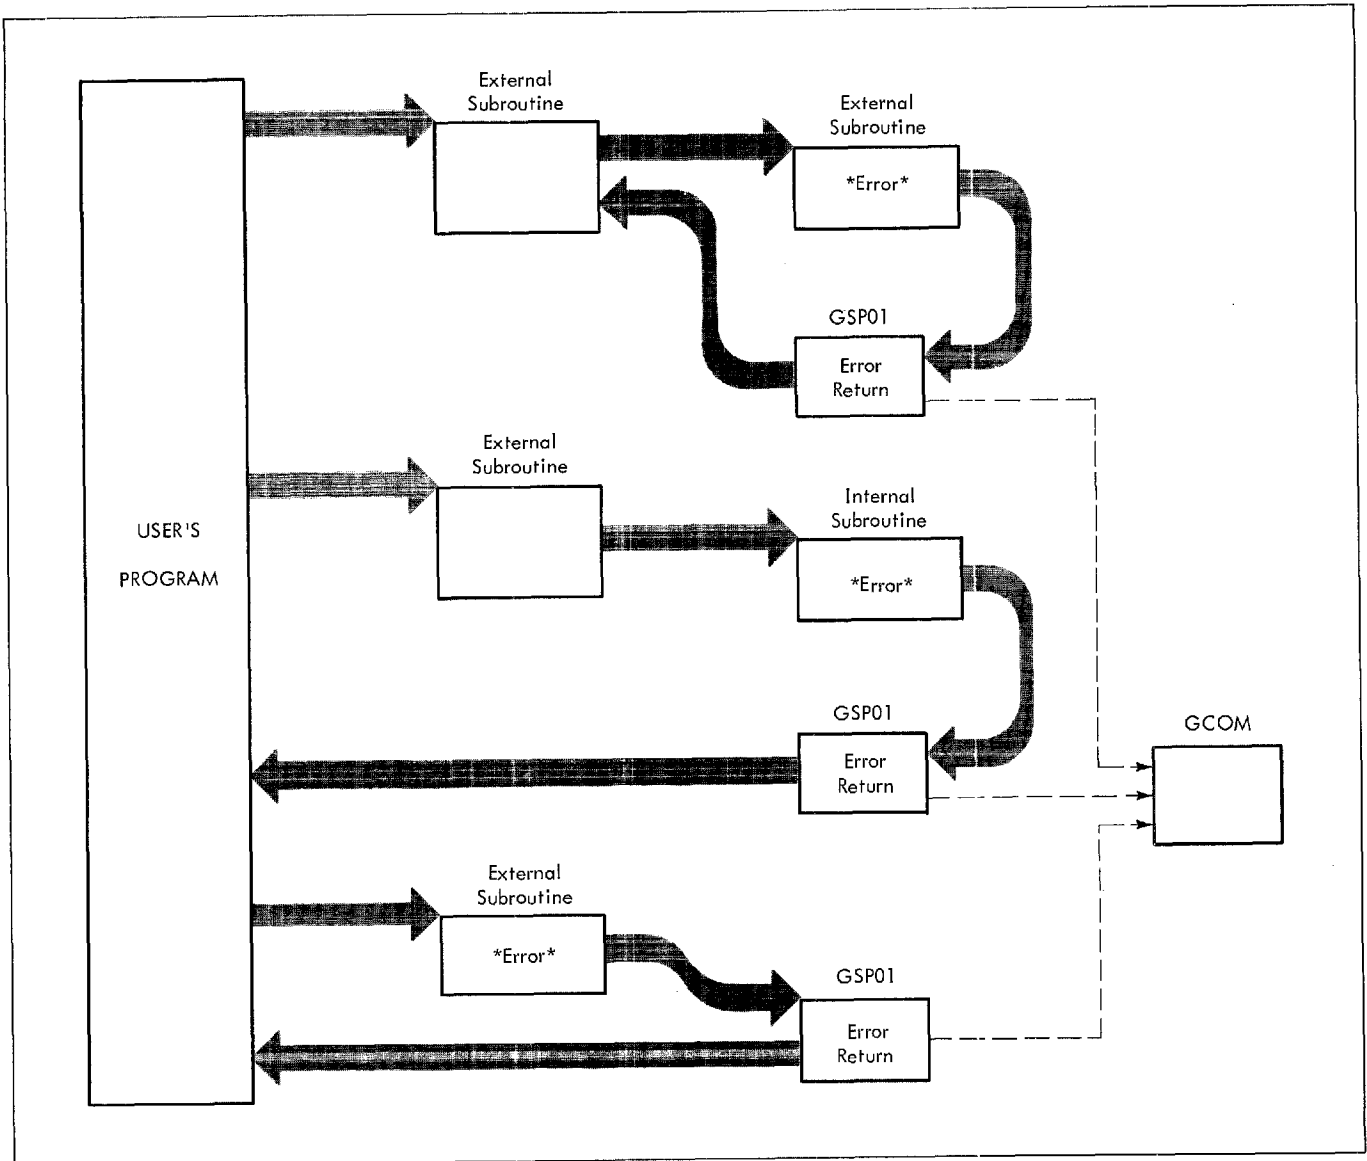 External
Subroutine
External
Subroutine
*Error*
GSP01
Error
Return
External
Subroutine
Internal
Subroutine
*Error*
USER'S
PROGRAM
GSP01
Error
Return
GCOM
External
Subroutine
*Error*
GSP01
Error
Return